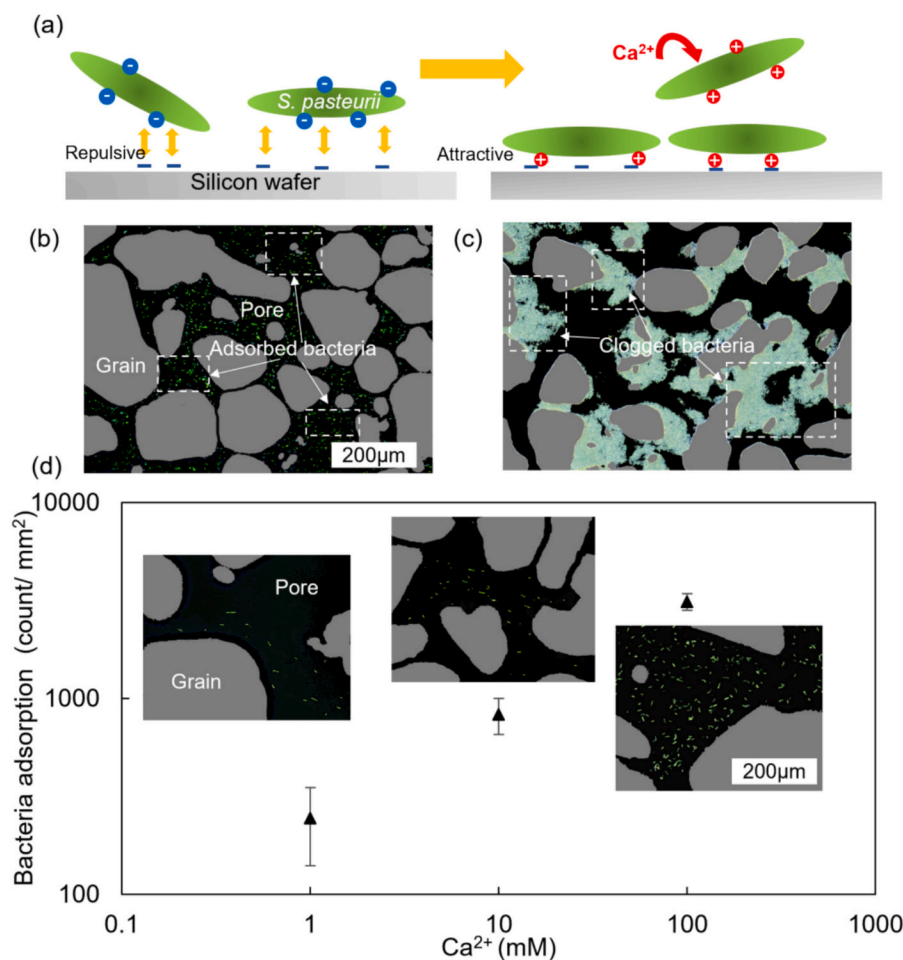 (a)
Ca²⁺
S. pasteurii
Repulsive
Attractive
Silicon wafer
(b)
(c)
Pore
Grain
Adsorbed bacteria
Clogged bacteria
200μm
(d)
Bacteria adsorption (count/ mm²)
10000
1000
100
Pore
Grain
200μm
0.1
1
10
100
1000
Ca²⁺ (mM)